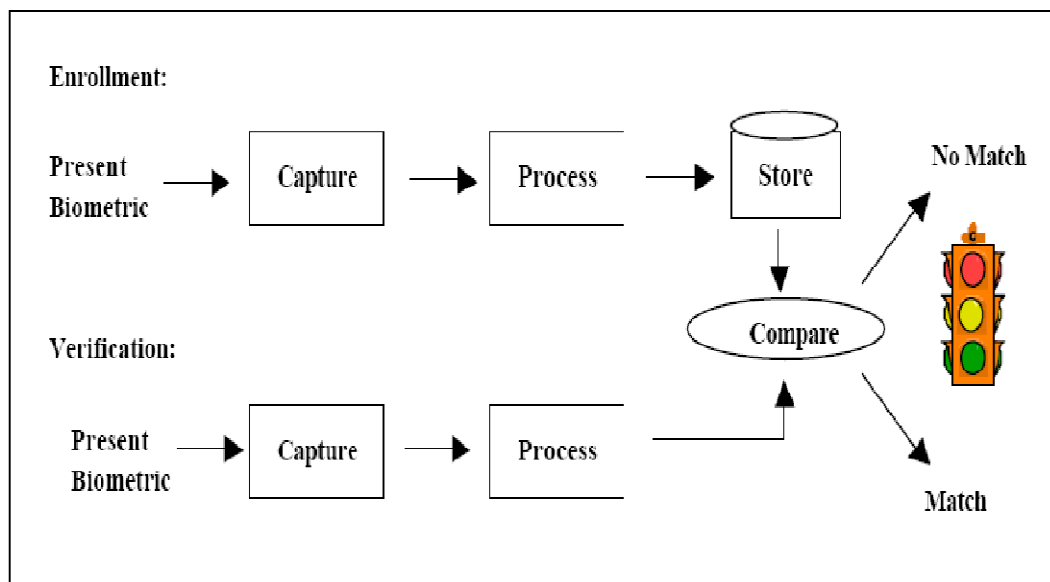 Enrollment:
Present
Biometric
Capture
Process
Store
No Match
Compare
Verification:
Present
Biometric
Capture
Process
Match